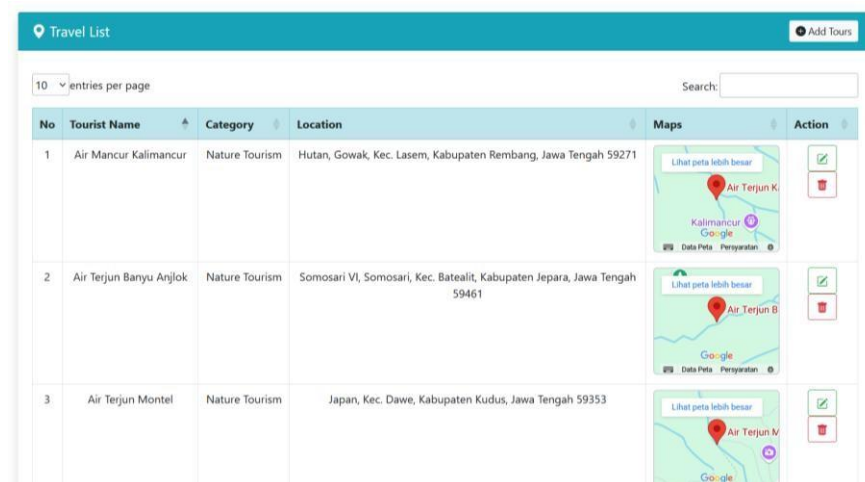 Travel List
Add Tours
10 entries per page
Search:
No Tourist Name Category Location Maps Action
1 Air Mancur Kalimancur Nature Tourism Hutan, Gowak, Kec. Lasem, Kabupaten Rembang, Jawa Tengah 59271
Lihat peta lebih besar
Air Terjun K
Kalimancur
Google
Data Peta Persyaratan
2 Air Terjun Banyu Anjlok Nature Tourism Somosari VI, Somosari, Kec. Batealit, Kabupaten Jepara, Jawa Tengah
59461
Lihat peta lebih besar
Air Terjun B
Google
Data Peta Persyaratan
3 Air Terjun Montel Nature Tourism Japan, Kec. Dawe, Kabupaten Kudus, Jawa Tengah 59353
Lihat peta lebih besar
Air Terjun M
Google